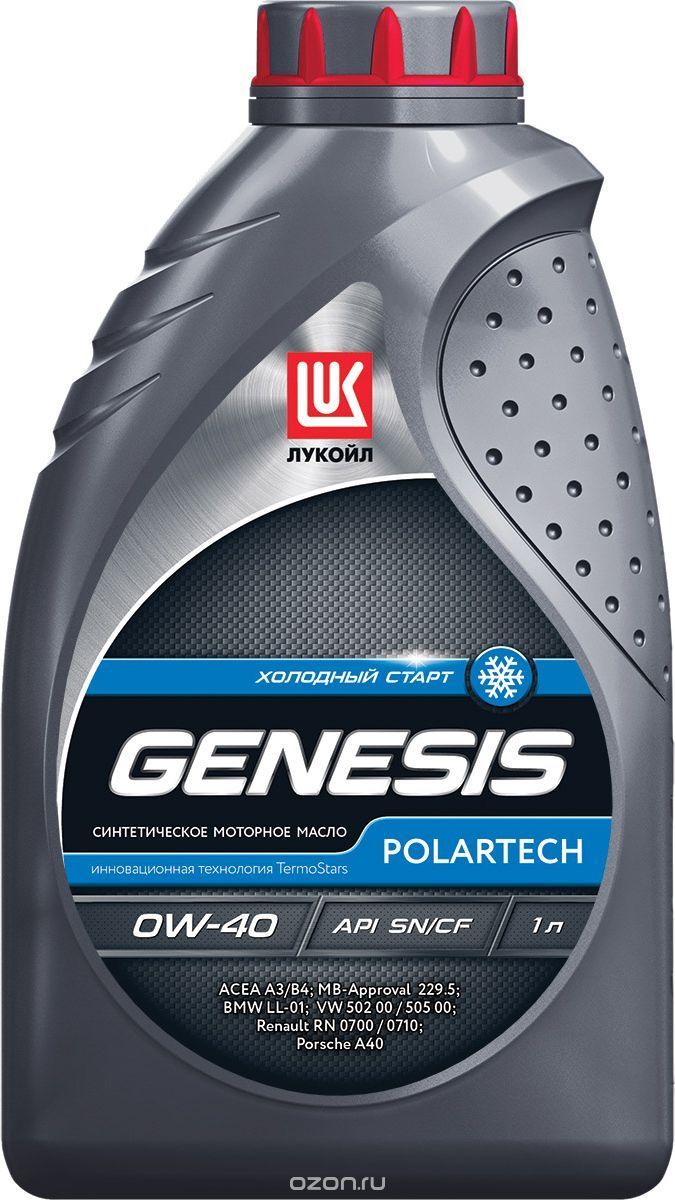 LUK
ЛУКОЙЛ
ХОЛОДНЫЙ СТАРТ
GENESIS
СИНТЕТИЧЕСКОЕ МОТОРНОЕ МАСЛО
POLARTECH
инновационная технология TermoStars
0W-40 API SN/CF 1 л
ACEA A3/B4; MB-Approval 229.5;
BMW LL-01; VW 502 00 / 505 00;
Renault RN 0700 / 0710;
Porsche A40
ozon.ru